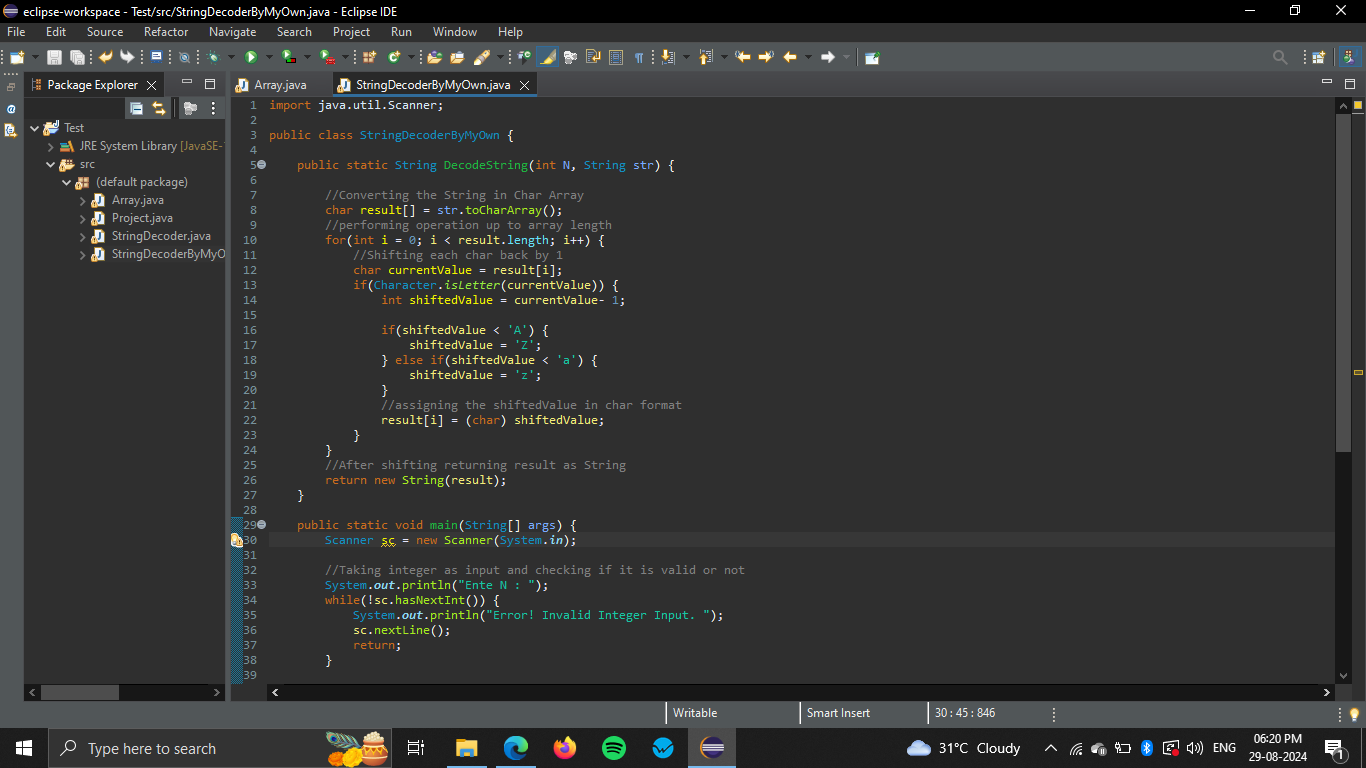 eclipse-workspace - Test/src/StringDecoderByMyOwn.java - Eclipse IDE
File Edit Source Refactor Navigate Search Project Run Window Help
Package Explorer
Array.java
StringDecoderByMyOwn.java
Test
JRE System Library [JavaSE-
src
(default package)
Array.java
Project.java
StringDecoder.java
StringDecoderByMyO
1 import java.util.Scanner;
2
3 public class StringDecoderByMyOwn {
4
5 public static String DecodeString(int N, String str) {
6
7 //Converting the String in Char Array
8 char result[] = str.toCharArray();
9 //performing operation up to array length
10 for(int i = 0; i < result.length; i++) {
11 //Shifting each char back by 1
12 char currentValue = result[i];
13 if(Character.isLetter(currentValue)) {
14 int shiftedValue = currentValue- 1;
15
16 if(shiftedValue < 'A') {
17 shiftedValue = 'Z';
18 } else if(shiftedValue < 'a') {
19 shiftedValue = 'z';
20 }
21 //assigning the shiftedValue in char format
22 result[i] = (char) shiftedValue;
23 }
24 }
25 //After shifting returning result as String
26 return new String(result);
27 }
28
29 public static void main(String[] args) {
30 Scanner sc = new Scanner(System.in);
31
32 //Taking integer as input and checking if it is valid or not
33 System.out.println("Ente N : ");
34 while(!sc.hasNextInt()) {
35 System.out.println("Error! Invalid Integer Input. ");
36 sc.nextLine();
37 return;
38 }
39
Writable
Smart Insert
30 : 45 : 846
Type here to search
31°C Cloudy
ENG
06:20 PM
29-08-2024
1